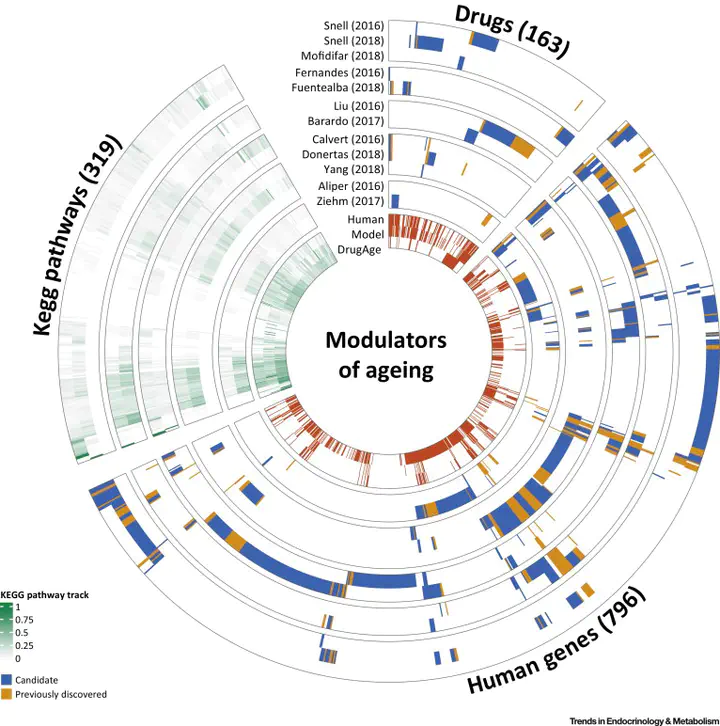 Drugs (163)
Snell (2016)
Snell (2018)
Mofidifar (2018)
Fernandes (2016)
Fuentealba (2018)
Liu (2016)
Barardo (2017)
Calvert (2016)
Donertas (2018)
Yang (2018)
Aliper (2016)
Ziehm (2017)
Human
Model
DrugAge
Kegg pathways (319)
Modulators
of ageing
Human genes (796)
KEGG pathway track
1
0.75
0.5
0.25
0
Candidate
Previously discovered
Trends in Endocrinology & Metabolism